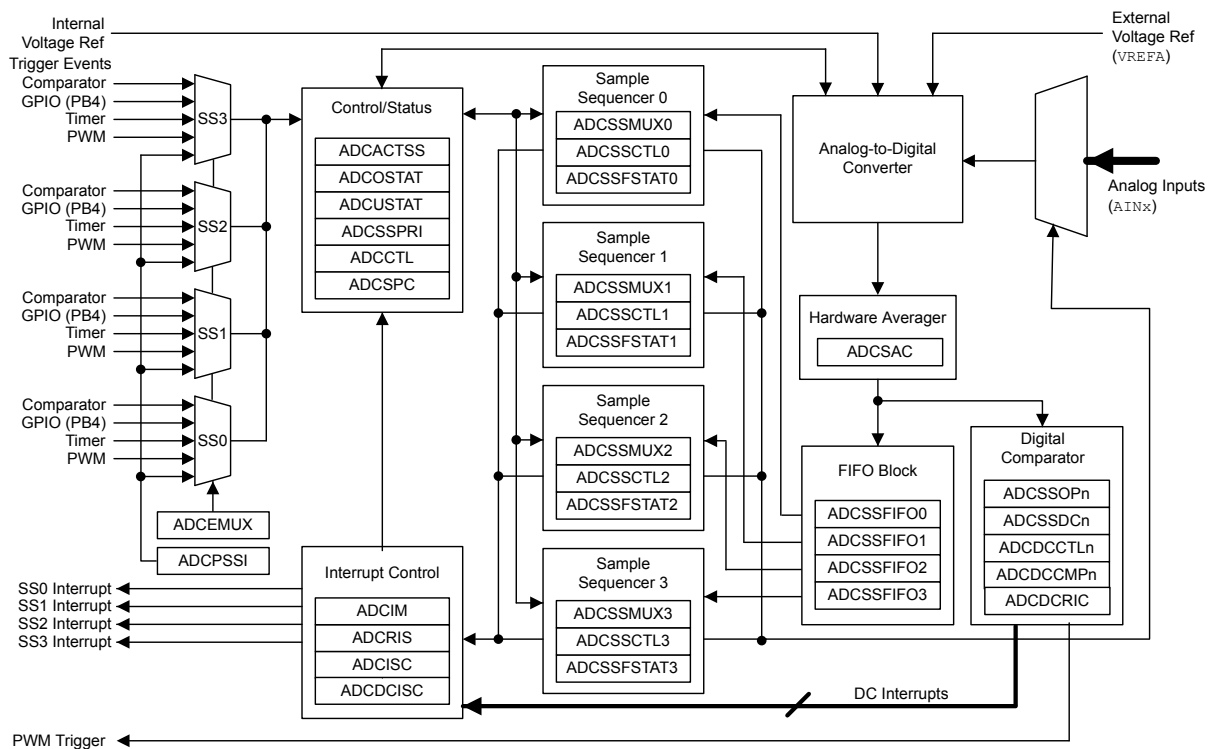 Internal
Voltage Ref
External
Voltage Ref
(VREFA)
Trigger Events
Comparator
GPIO (PB4)
Timer
PWM
SS3
Comparator
GPIO (PB4)
Timer
PWM
SS2
Comparator
GPIO (PB4)
Timer
PWM
SS1
Comparator
GPIO (PB4)
Timer
PWM
SS0
ADCEMUX
ADCPSSI
Control/Status
ADCACTSS
ADCOSTAT
ADCUSTAT
ADCSSPRI
ADCCTL
ADCSPC
Sample
Sequencer 0
ADCSSMUX0
ADCSSCTL0
ADCSSFSTAT0
Sample
Sequencer 1
ADCSSMUX1
ADCSSCTL1
ADCSSFSTAT1
Sample
Sequencer 2
ADCSSMUX2
ADCSSCTL2
ADCSSFSTAT2
Sample
Sequencer 3
ADCSSMUX3
ADCSSCTL3
ADCSSFSTAT3
Analog-to-Digital
Converter
Analog Inputs
(AINx)
Hardware Averager
ADCSAC
FIFO Block
ADCSSFIFO0
ADCSSFIFO1
ADCSSFIFO2
ADCSSFIFO3
Digital
Comparator
ADCSSOPn
ADCSSDCn
ADCDCCTLn
ADCDCCMPn
ADCDCRIC
Interrupt Control
ADCIM
ADCRIS
ADCISC
ADCDCISC
SS0 Interrupt
SS1 Interrupt
SS2 Interrupt
SS3 Interrupt
DC Interrupts
PWM Trigger